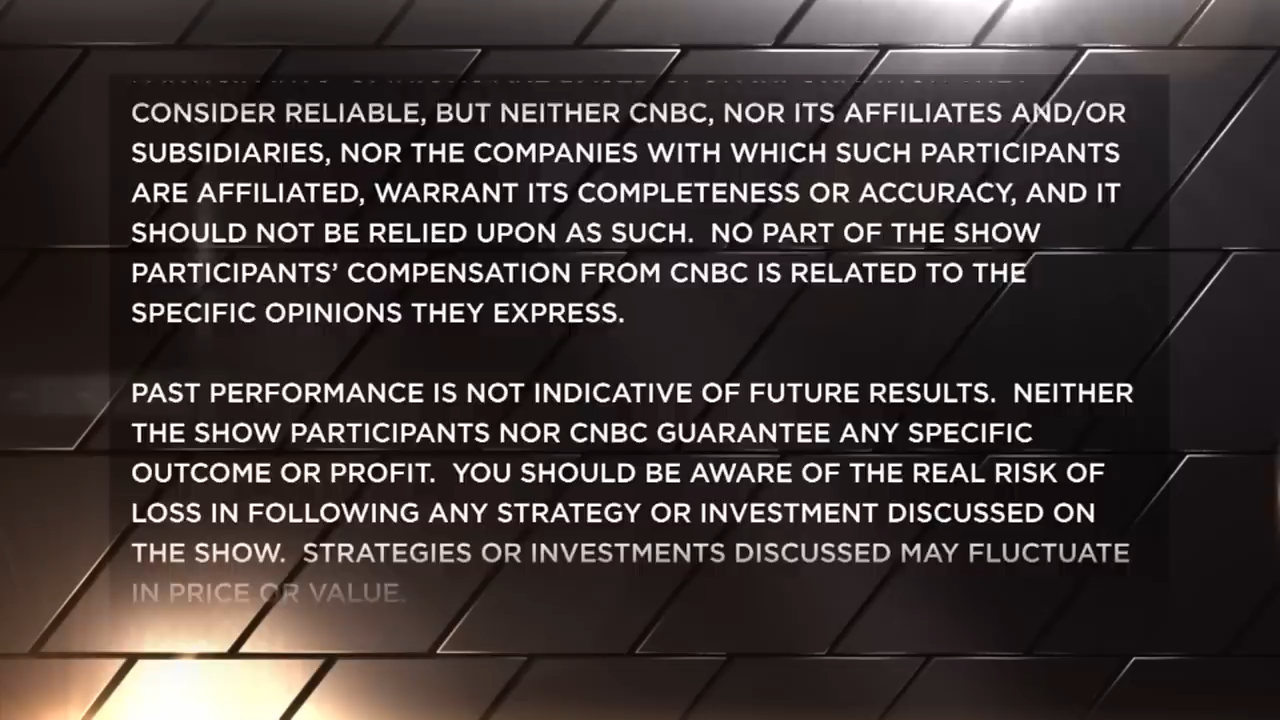 CONSIDER RELIABLE, BUT NEITHER CNBC, NOR ITS AFFILIATES AND/OR
SUBSIDIARIES, NOR THE COMPANIES WITH WHICH SUCH PARTICIPANTS
ARE AFFILIATED, WARRANT ITS COMPLETENESS OR ACCURACY, AND IT
SHOULD NOT BE RELIED UPON AS SUCH.  NO PART OF THE SHOW
PARTICIPANTS’ COMPENSATION FROM CNBC IS RELATED TO THE
SPECIFIC OPINIONS THEY EXPRESS.
PAST PERFORMANCE IS NOT INDICATIVE OF FUTURE RESULTS.  NEITHER
THE SHOW PARTICIPANTS NOR CNBC GUARANTEE ANY SPECIFIC
OUTCOME OR PROFIT.  YOU SHOULD BE AWARE OF THE REAL RISK OF
LOSS IN FOLLOWING ANY STRATEGY OR INVESTMENT DISCUSSED ON
THE SHOW.  STRATEGIES OR INVESTMENTS DISCUSSED MAY FLUCTUATE
IN PRICE OR VALUE.